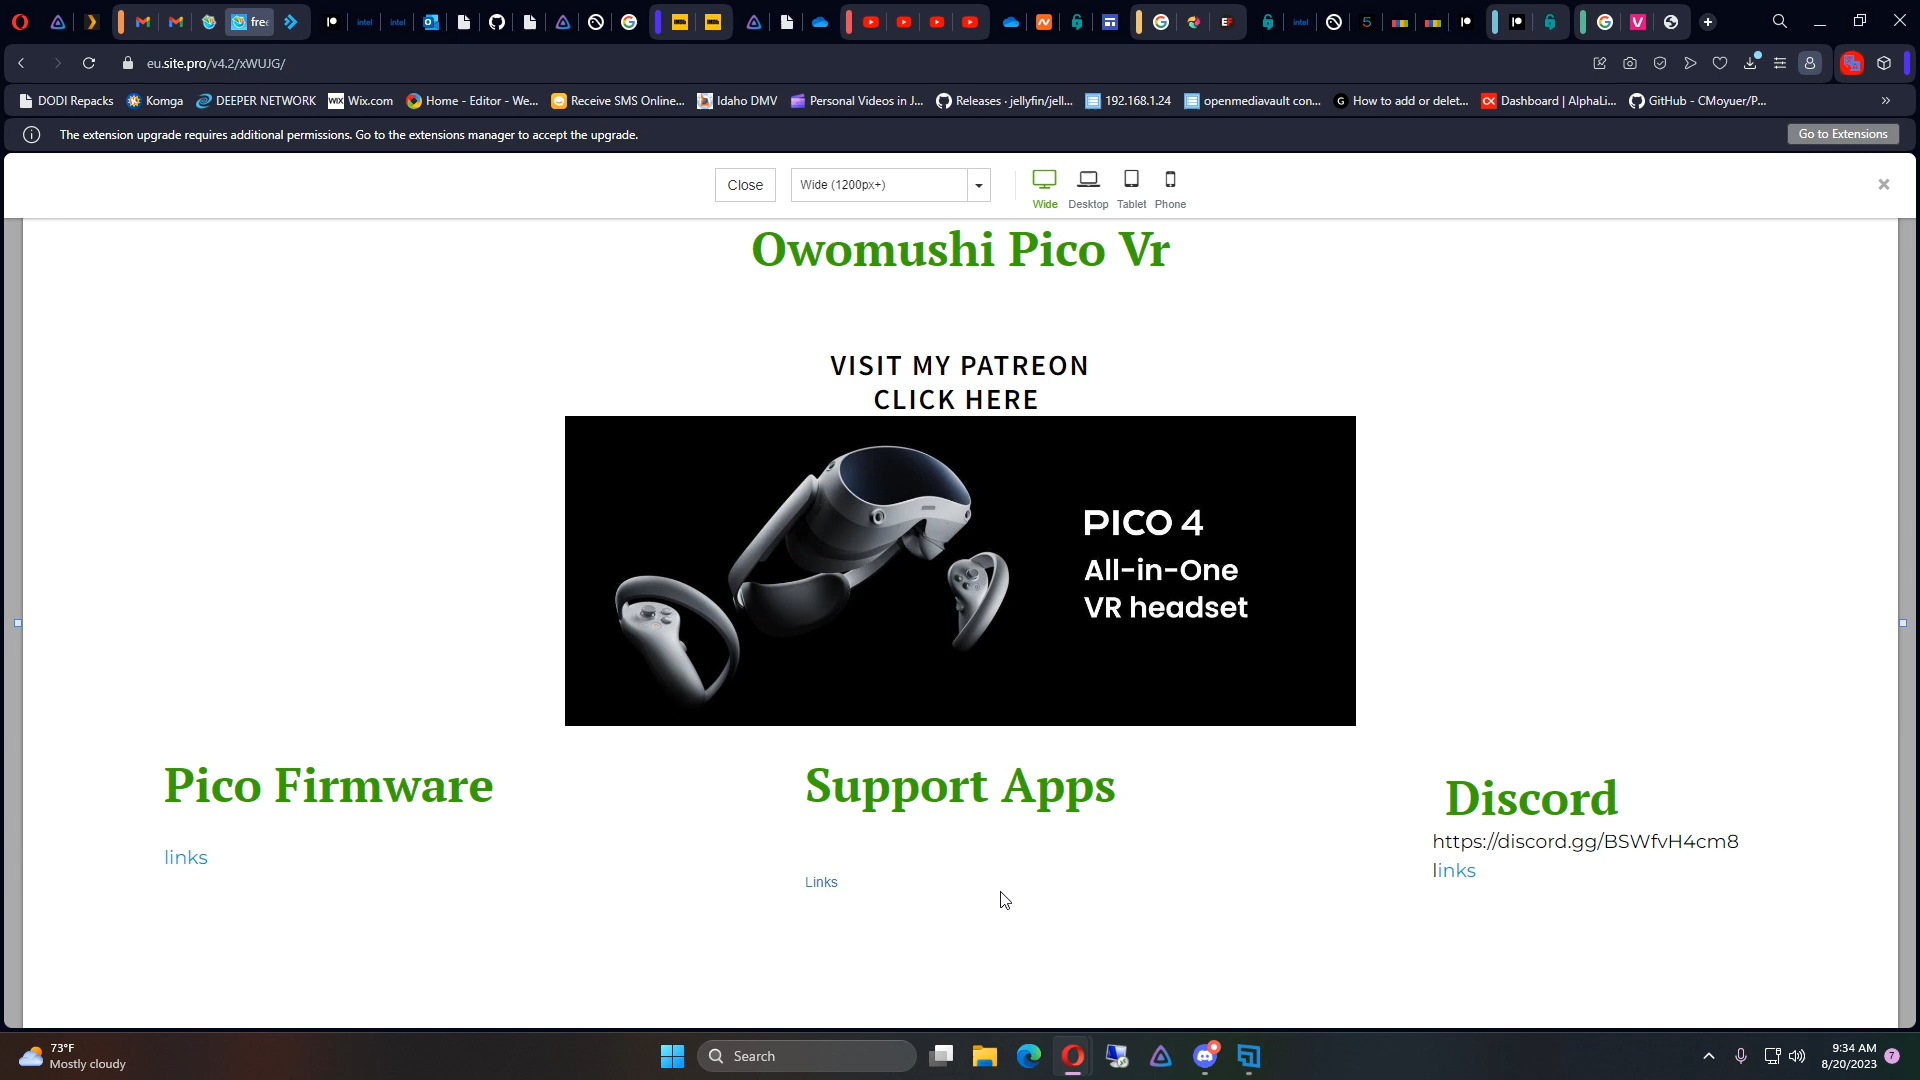 free
eu.site.pro/v4.2/xWUJG/
DODI Repacks
Komga
DEEPER NETWORK
Wix.com
Home - Editor - We...
Receive SMS Online...
Idaho DMV
Personal Videos in J...
Releases · jellyfin/jell...
192.168.1.24
openmediavault con...
How to add or delet...
Dashboard | AlphaLi...
GitHub - CMoyuer/P...
The extension upgrade requires additional permissions. Go to the extensions manager to accept the upgrade.
Go to Extensions
Close
Wide (1200px+)
Wide
Desktop
Tablet
Phone
Owomushi Pico Vr
VISIT MY PATREON
CLICK HERE
PICO 4
All-in-One
VR headset
Pico Firmware
links
Support Apps
Links
Discord
https://discord.gg/BSWfvH4cm8
links
73°F
Mostly cloudy
Search
9:34 AM
8/20/2023
7